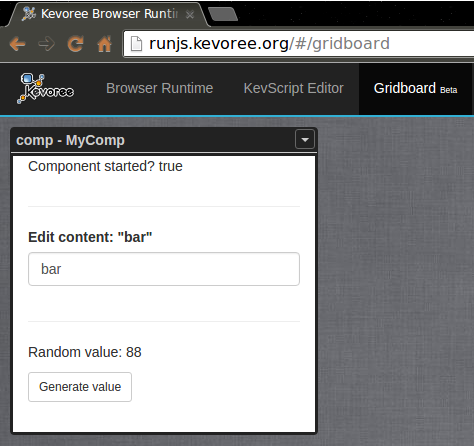 Kevoree Browser Runtin
runjs.kevoree.org/#/gridboard
Kevoree Browser Runtime KevScript Editor Gridboard Beta
comp - MyComp
Component started? true
Edit content: "bar"
bar
Random value: 88
Generate value